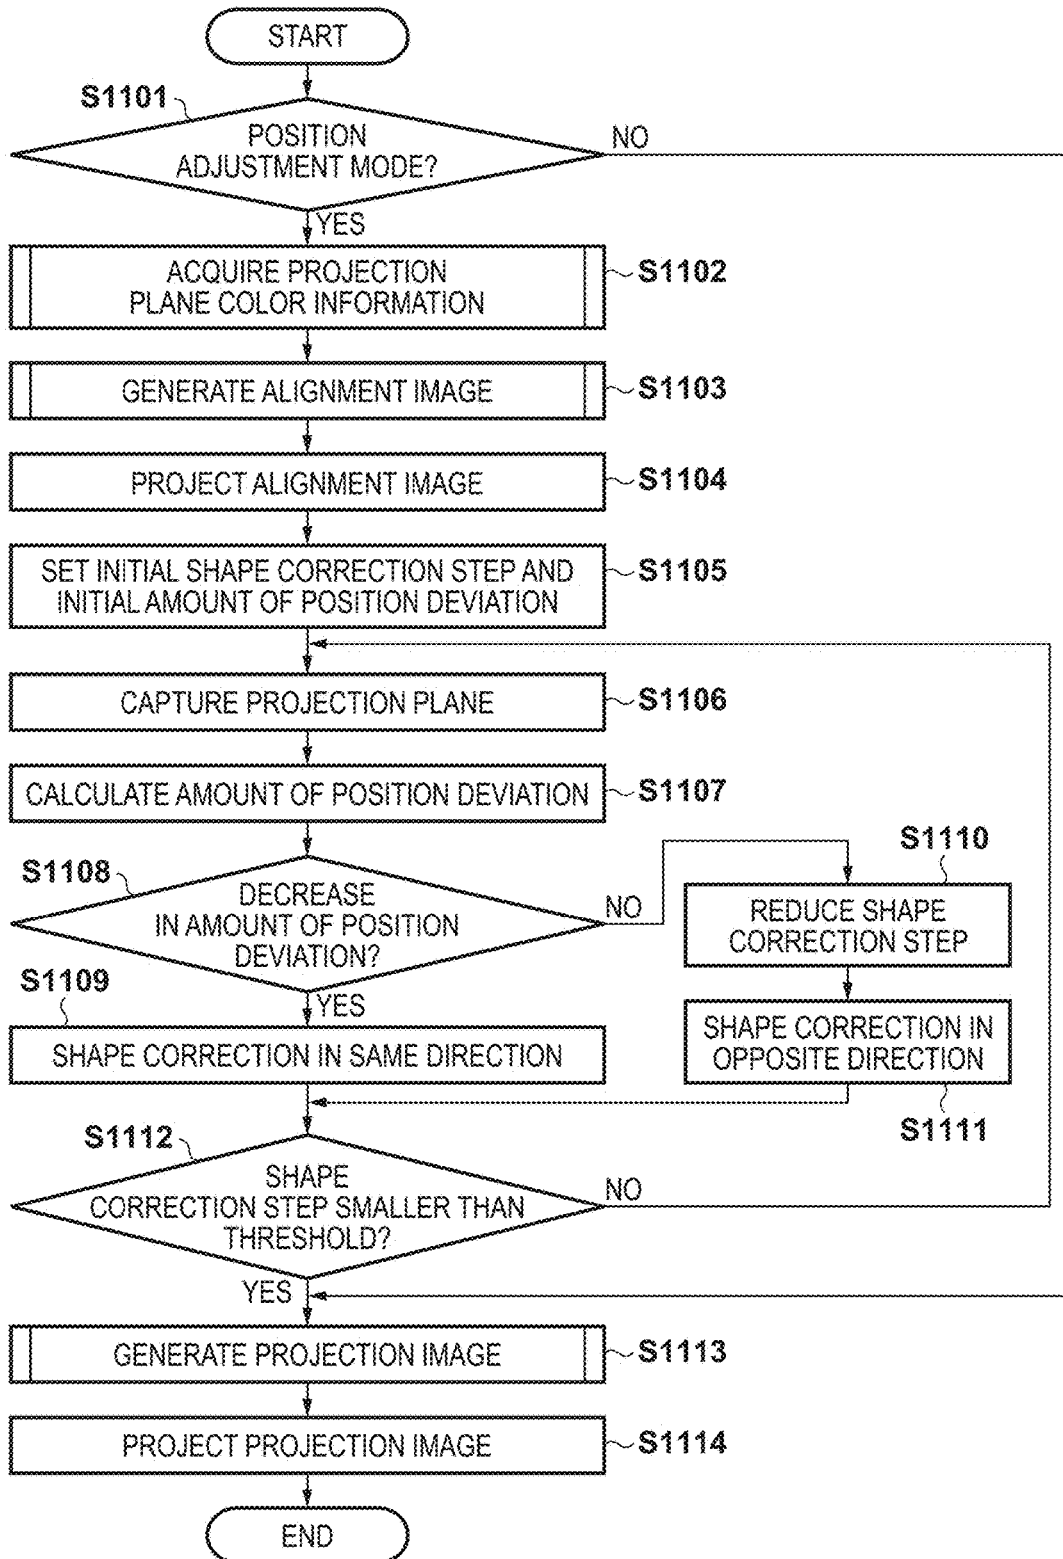 START
S1101
POSITION
ADJUSTMENT MODE?
NO
YES
ACQUIRE PROJECTION
PLANE COLOR INFORMATION
S1102
GENERATE ALIGNMENT IMAGE
S1103
PROJECT ALIGNMENT IMAGE
S1104
SET INITIAL SHAPE CORRECTION STEP AND
INITIAL AMOUNT OF POSITION DEVIATION
S1105
CAPTURE PROJECTION PLANE
S1106
CALCULATE AMOUNT OF POSITION DEVIATION
S1107
S1108
DECREASE
IN AMOUNT OF POSITION
DEVIATION?
NO
YES
S1110
REDUCE SHAPE
CORRECTION STEP
S1109
SHAPE CORRECTION IN SAME DIRECTION
SHAPE CORRECTION IN
OPPOSITE DIRECTION
S1111
S1112
SHAPE
CORRECTION STEP SMALLER THAN
THRESHOLD?
NO
YES
GENERATE PROJECTION IMAGE
S1113
PROJECT PROJECTION IMAGE
S1114
END